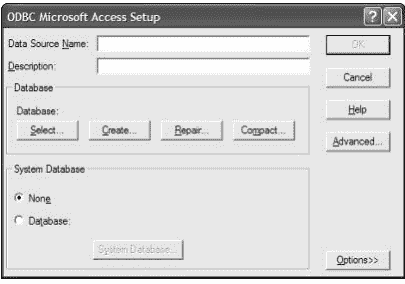 ODBC Microsoft Access Setup
Data Source Name:
OK
Description:
Cancel
Database
Database:
Select...
Create...
Repair...
Compact...
Help
Advanced...
System Database
None
Database:
System Database...
Options>>